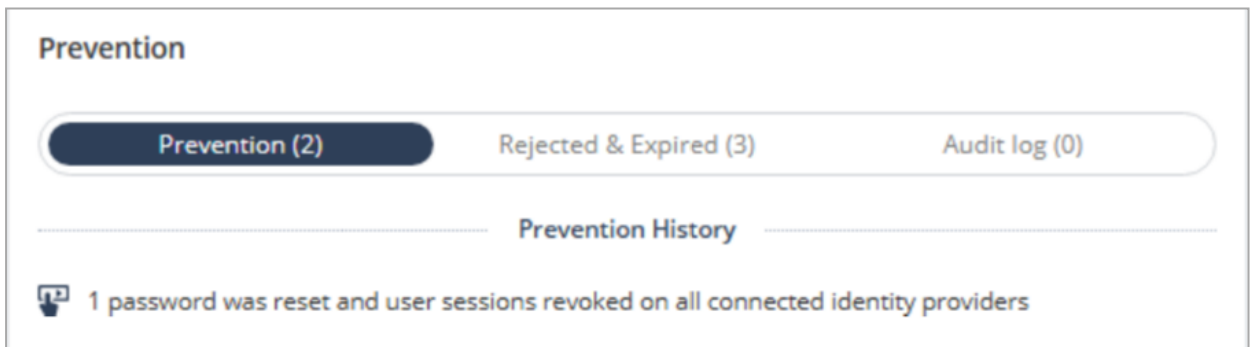 Prevention
Prevention (2)
Rejected & Expired (3)
Audit log (0)
Prevention History
1 password was reset and user sessions revoked on all connected identity providers